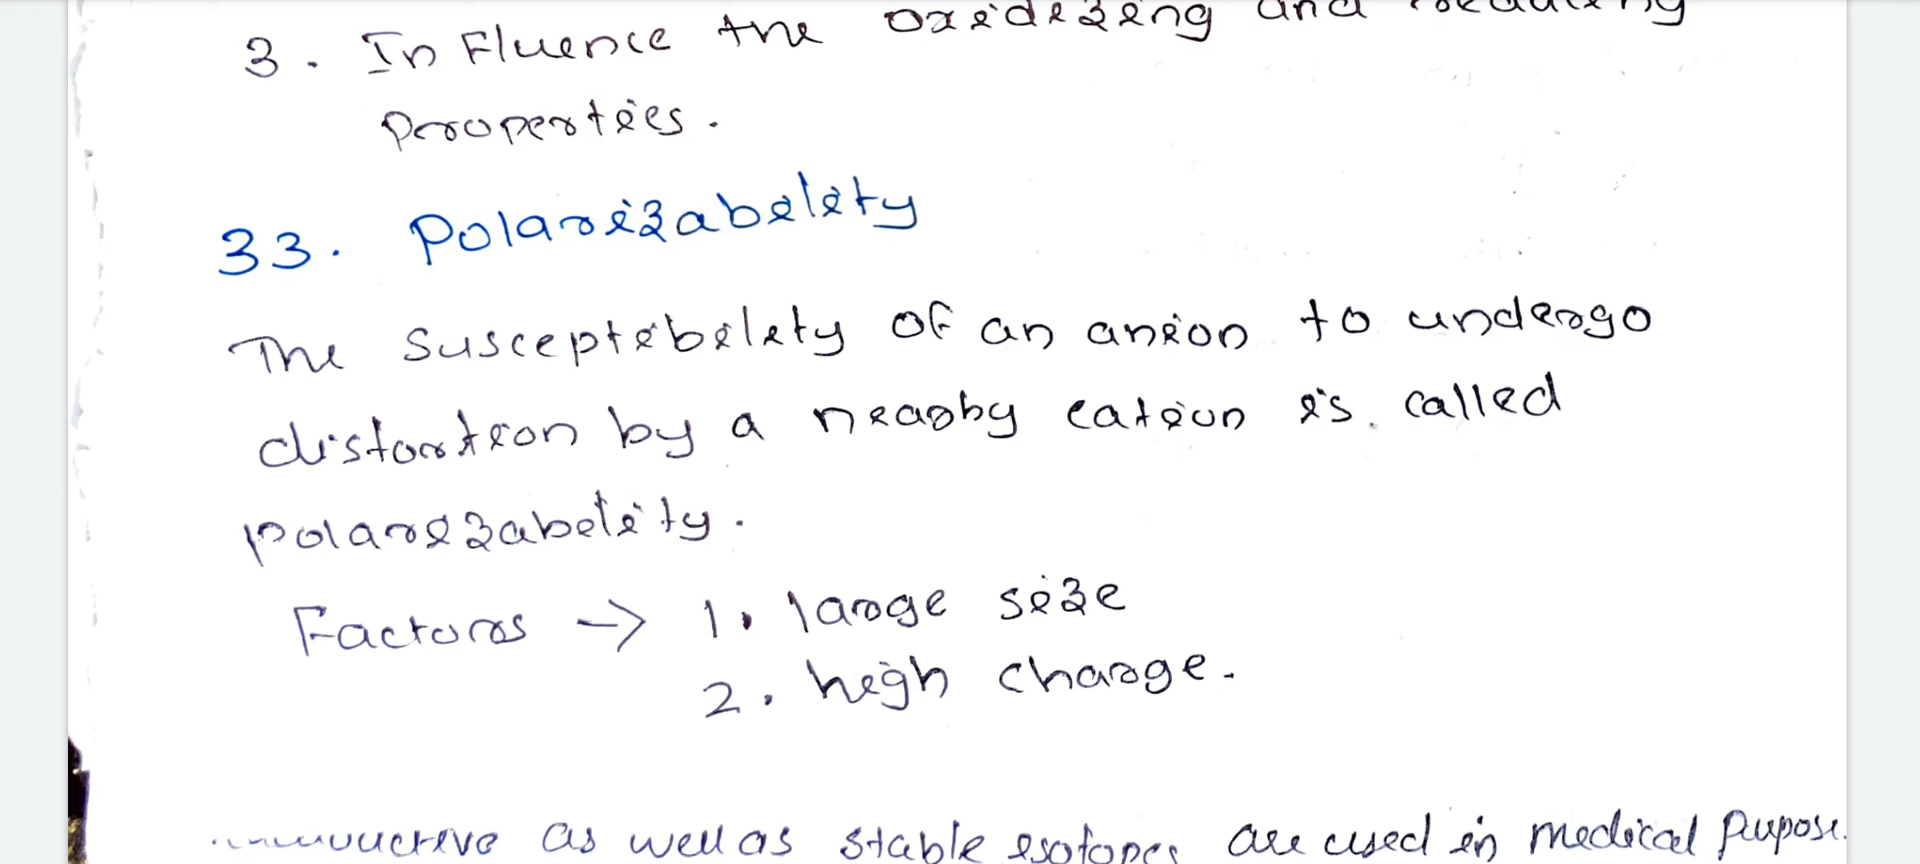 3. Influence the oxidizing and reducing
Properties.
33. Polarizability
The susceptibility of an anion to undergo
distortion by a nearby cation is called
polarizability.
Factors → 1. large size
2. high charge.
as well as stable isotopes are used in medical pupose.